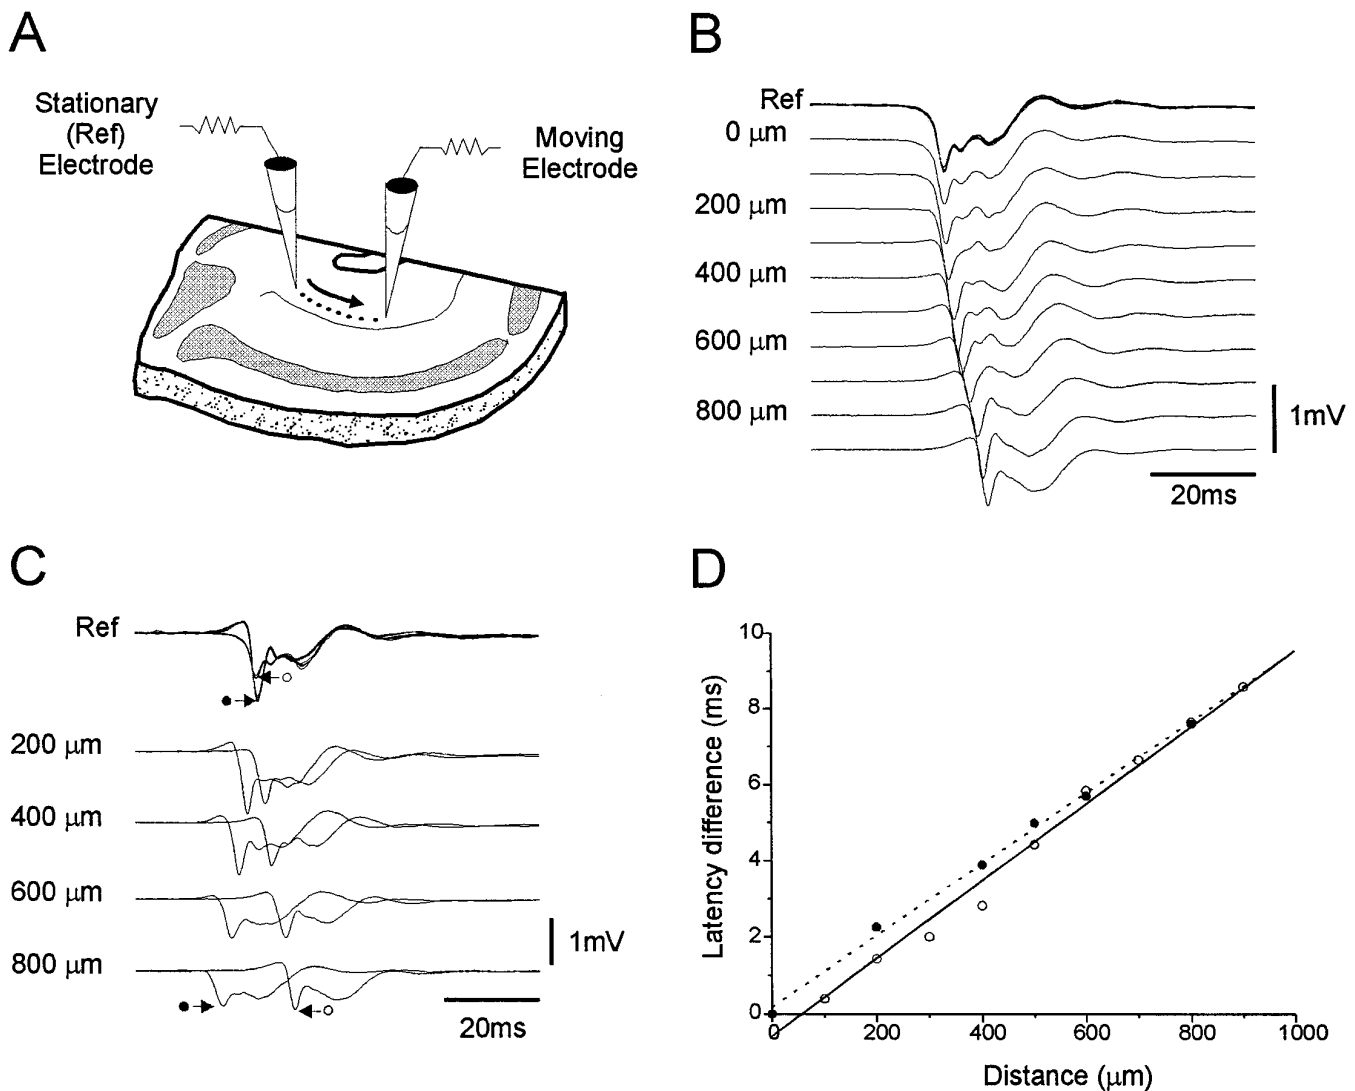 A
Stationary
(Ref)
Electrode
Moving
Electrode
B
Ref
0 μm
200 μm
400 μm
600 μm
800 μm
1mV
20ms
C
Ref
200 μm
400 μm
600 μm
800 μm
1mV
20ms
D
Latency difference (ms)
10
8
6
4
2
0
0
200
400
600
800
1000
Distance (μm)